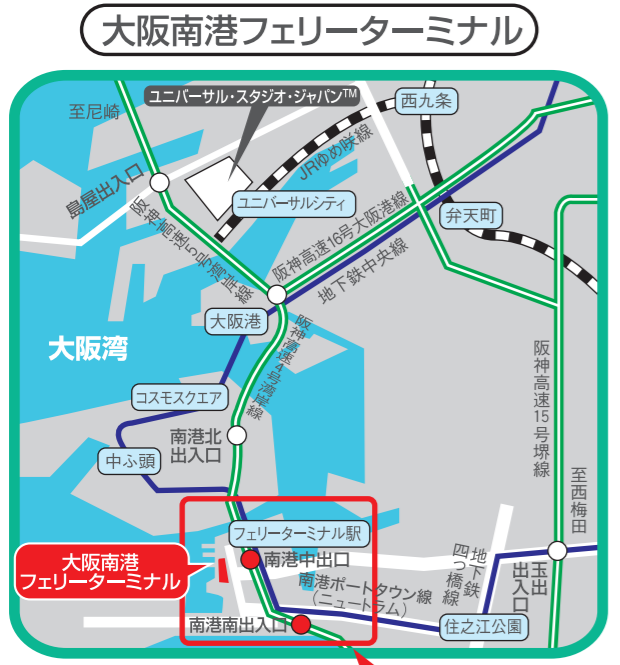 大阪南港フェリーターミナル
ユニバーサル・スタジオ・ジャパン™
至尼崎
西九条
JRゆめ咲線
島屋出入口
ユニバーサルシティ
弁天町
阪神高速5号湾岸線
阪神高速16号大阪港線
地下鉄中央線
大阪港
大阪湾
阪神高速4号湾岸線
阪神高速15号堺線
コスモスクエア
南港北
出入口
中ふ頭
至西梅田
フェリーターミナル駅
大阪南港
フェリーターミナル
南港中出口
地下鉄
四つ橋線
玉出
出入口
南港ポートタウン線
(ニュートラム)
南港南出入口
住之江公園